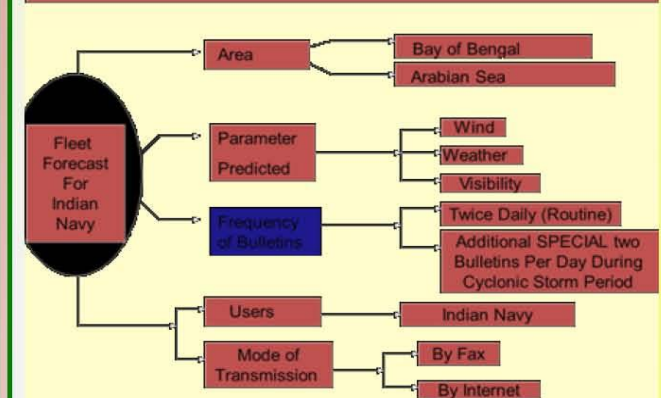 Fleet
Forecast
For
Indian
Navy
Area
Bay of Bengal
Arabian Sea
Parameter
Predicted
Wind
Weather
Visibility
Frequency
of Bulletins
Twice Daily (Routine)
Additional SPECIAL two
Bulletins Per Day During
Cyclonic Storm Period
Users
Indian Navy
Mode of
Transmission
By Fax
By Internet